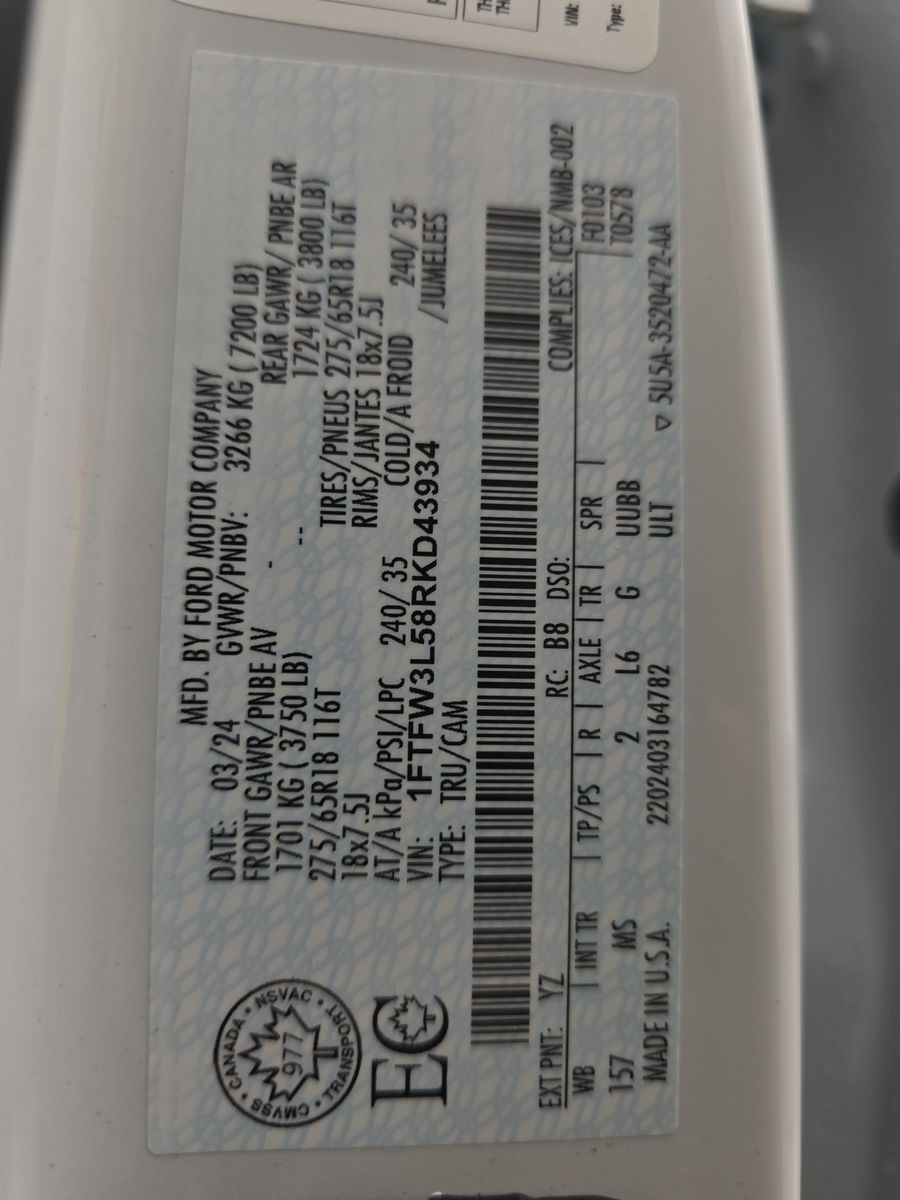 VIN:
Type:
MFD. BY FORD MOTOR COMPANY
DATE: 03/24 GVWR/PNBV: 3266 KG ( 7200 LB)
FRONT GAWR/PNBE AV - REAR GAWR/ PNBE AR
1701 KG ( 3750 LB) -- 1724 KG ( 3800 LB)
275/65R18 116T TIRES/PNEUS 275/65R18 116T
18x7.5J RIMS/JANTES 18x7.5J
AT/A kPa/PSI/LPC 240/ 35 COLD/A FROID 240/ 35
VIN: 1FTFW3L58RKD43934 /JUMELEES
TYPE: TRU/CAM
CANADA • NSVAC • TRANSPORT • CMVSS •
977
EC
COMPLIES: ICES/NMB-002
EXT PNT: YZ RC: B8 DSO:
WB | INT TR | TP/PS | R | AXLE | TR | SPR | F0103
T0578
157 MS 2 L6 G UUBB
ULT
MADE IN U.S.A. 2202403164782 ▽ 5U5A-3520472-AA